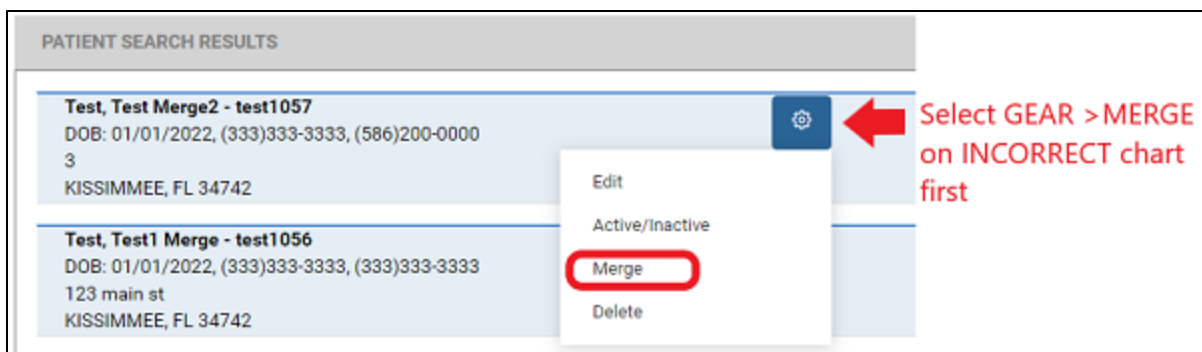 PATIENT SEARCH RESULTS
Test, Test Merge2 - test1057
DOB: 01/01/2022, (333)333-3333, (586)200-0000
3
KISSIMMEE, FL 34742
Select GEAR >MERGE
on INCORRECT chart
first
Edit
Active/Inactive
Merge
Delete
Test, Test1 Merge - test1056
DOB: 01/01/2022, (333)333-3333, (333)333-3333
123 main st
KISSIMMEE, FL 34742